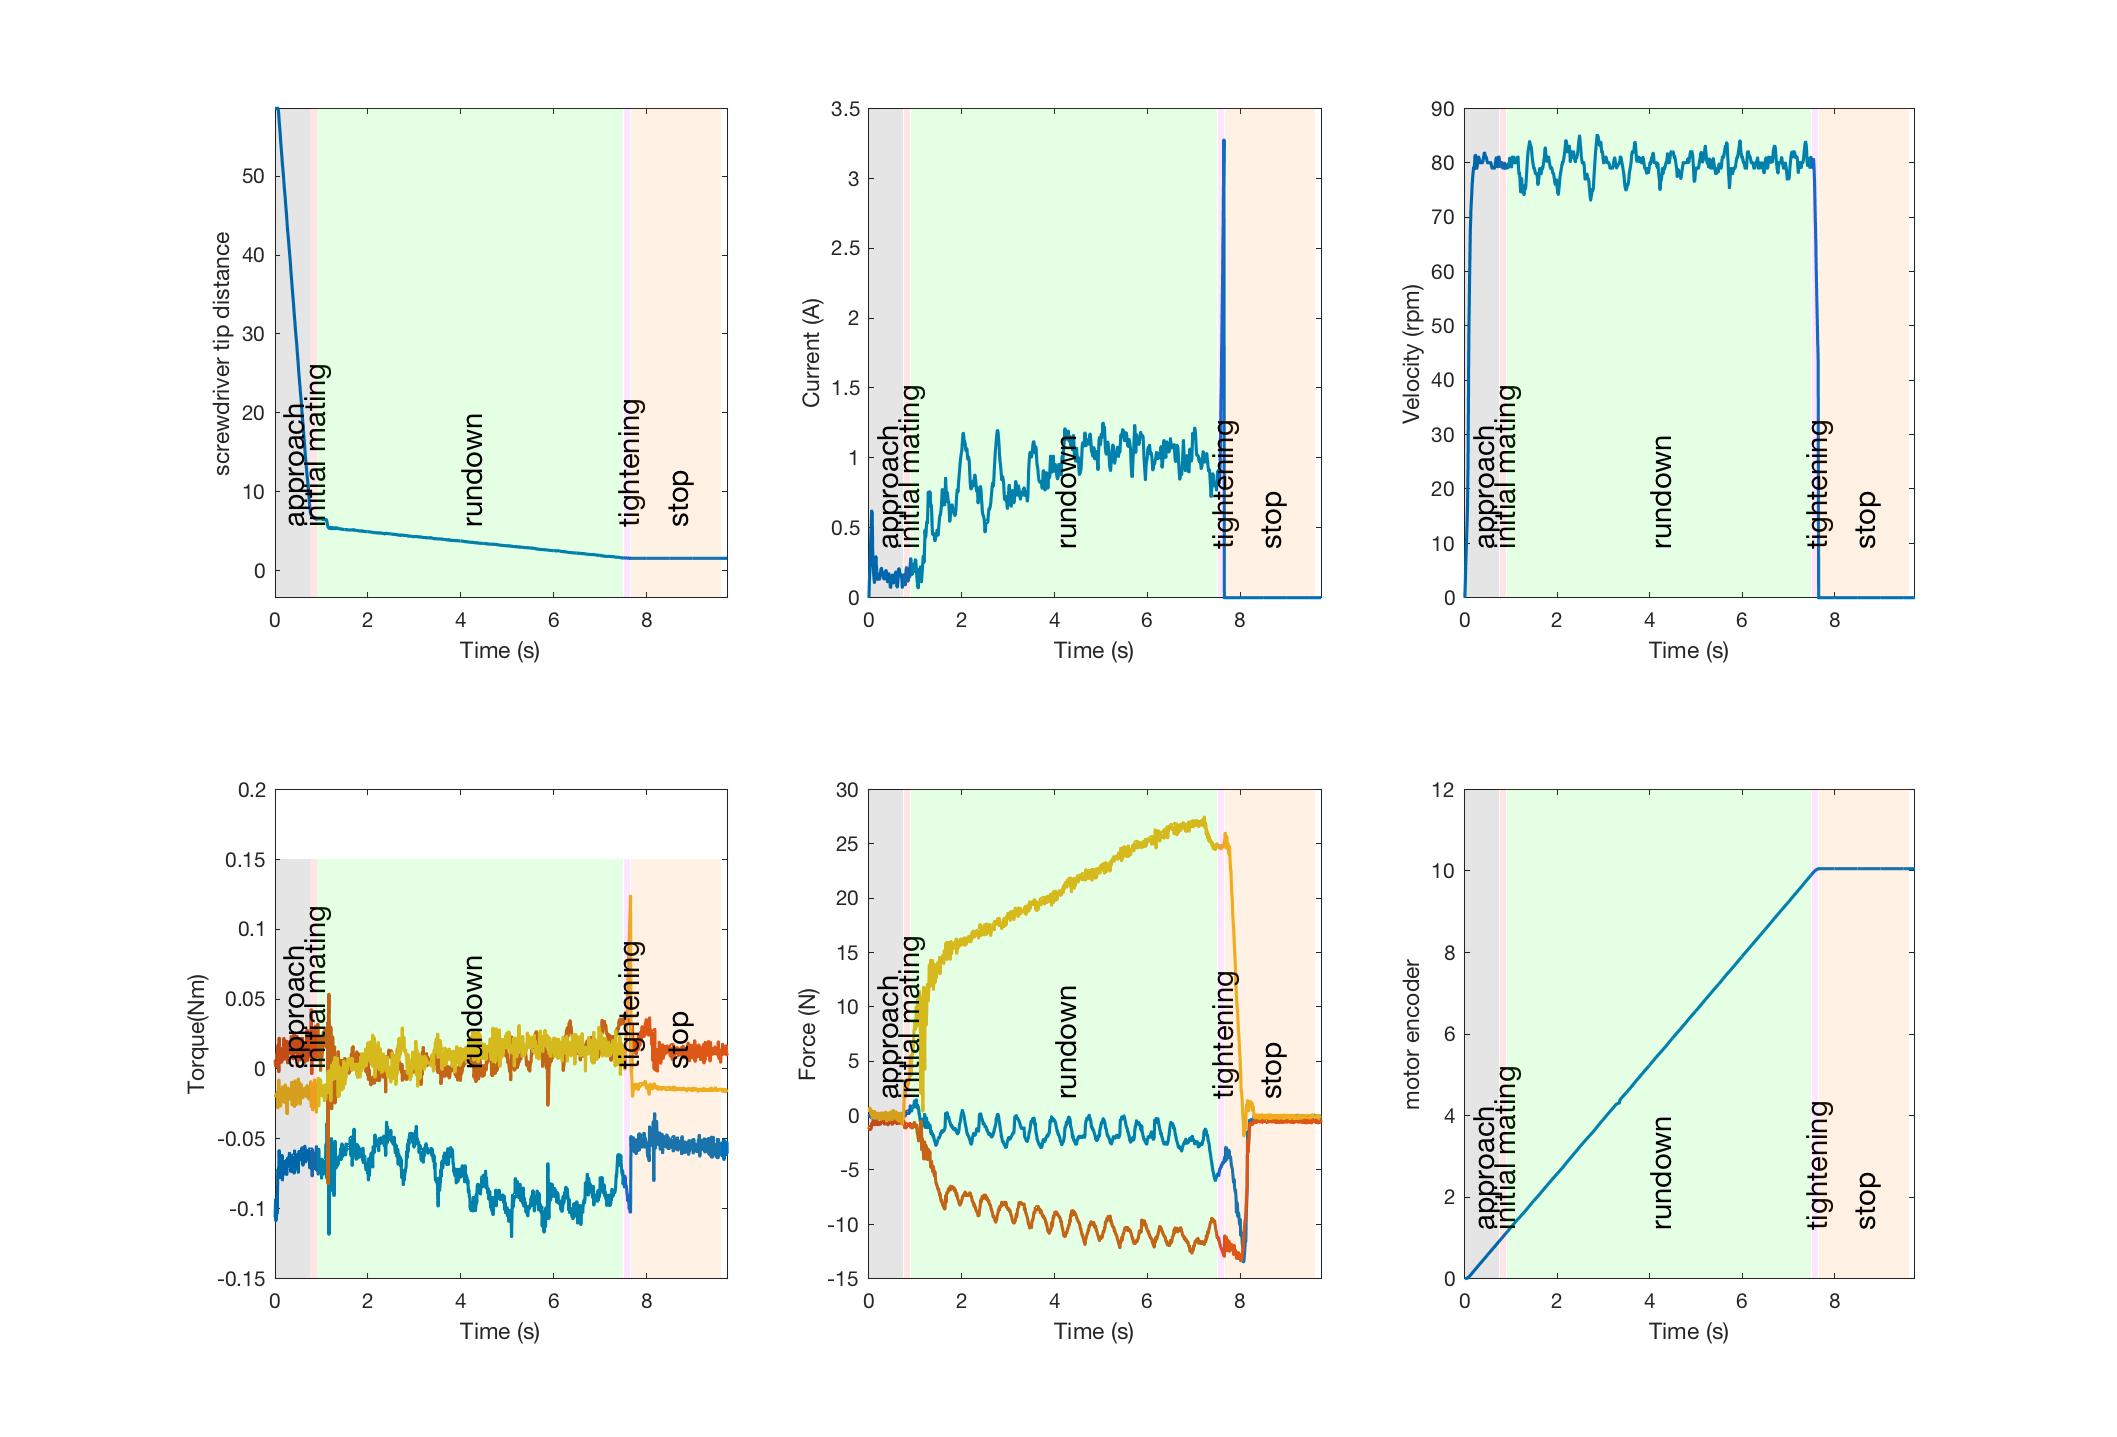 screwdriver tip distance
50
40
30
20
10
0
approach
initial mating
rundown
tightening
stop
0 2 4 6 8
Time (s)
Current (A)
3.5
3
2.5
2
1.5
1
0.5
0
approach
initial mating
rundown
tightening
stop
0 2 4 6 8
Time (s)
Velocity (rpm)
90
80
70
60
50
40
30
20
10
0
approach
initial mating
rundown
tightening
stop
0 2 4 6 8
Time (s)
Torque(Nm)
0.2
0.15
0.1
0.05
0
-0.05
-0.1
-0.15
approach
initial mating
rundown
tightening
stop
0 2 4 6 8
Time (s)
Force (N)
30
25
20
15
10
5
0
-5
-10
-15
approach
initial mating
rundown
tightening
stop
0 2 4 6 8
Time (s)
motor encoder
12
10
8
6
4
2
0
approach
initial mating
rundown
tightening
stop
0 2 4 6 8
Time (s)